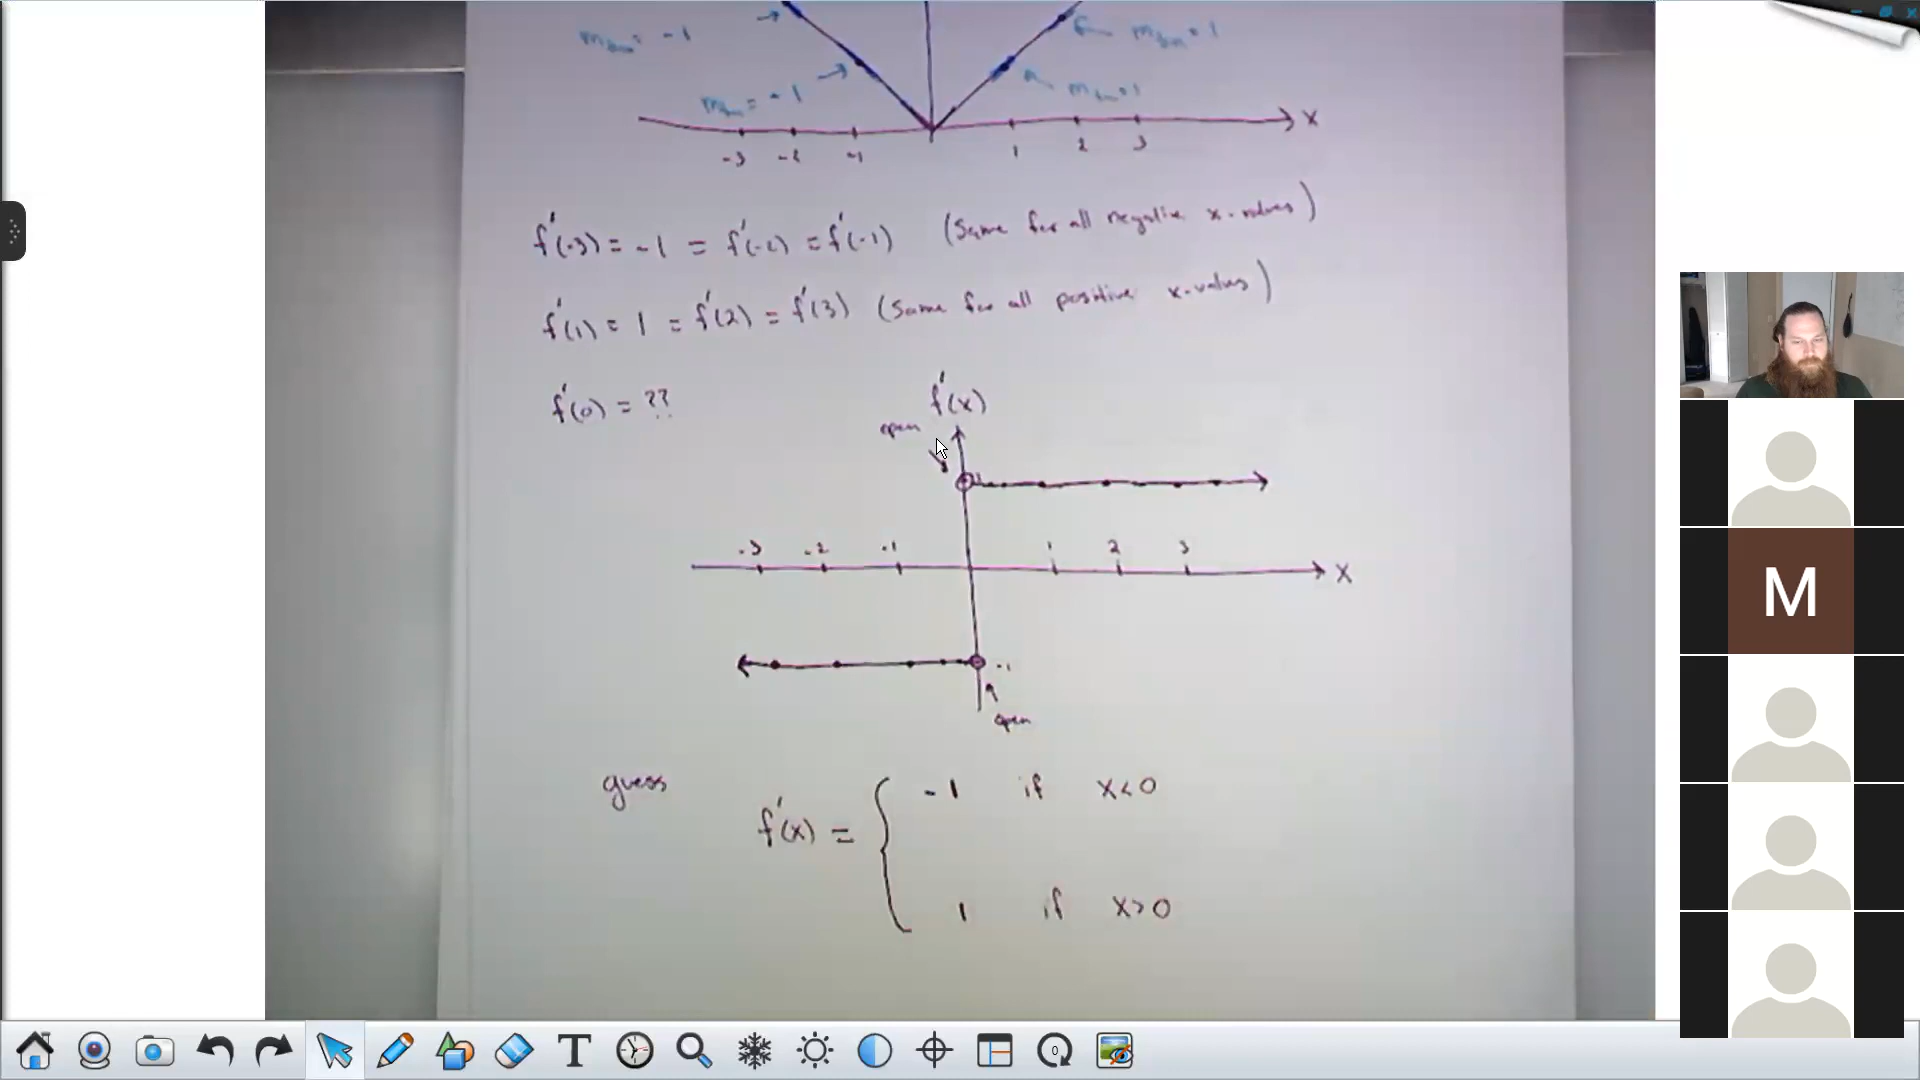 m_tan = -1
m_tan = 1
m_tan = -1
m_tan = 1
X
-3 -2 -1 1 2 3
f'(-3) = -1 = f'(-2) = f'(-1) (Same for all negative x-values)
f'(1) = 1 = f'(2) = f'(3) (Same for all positive x-values)
f'(0) = ??
f'(x)
open
-3 -2 -1 1 2 3
X
-1
open
guess
f'(x) = { -1 if x<0
1 if x>0
M
T
0